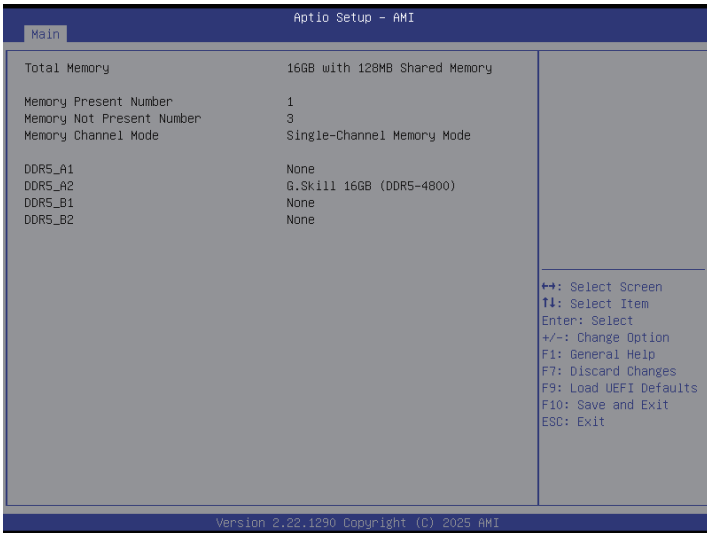 Aptio Setup - AMI
Main
Total Memory 16GB with 128MB Shared Memory
Memory Present Number 1
Memory Not Present Number 3
Memory Channel Mode Single-Channel Memory Mode
DDR5_A1 None
DDR5_A2 G.Skill 16GB (DDR5-4800)
DDR5_B1 None
DDR5_B2 None
↔: Select Screen
↑↓: Select Item
Enter: Select
+/-: Change Option
F1: General Help
F7: Discard Changes
F9: Load UEFI Defaults
F10: Save and Exit
ESC: Exit
Version 2.22.1290 Copyright (C) 2025 AMI